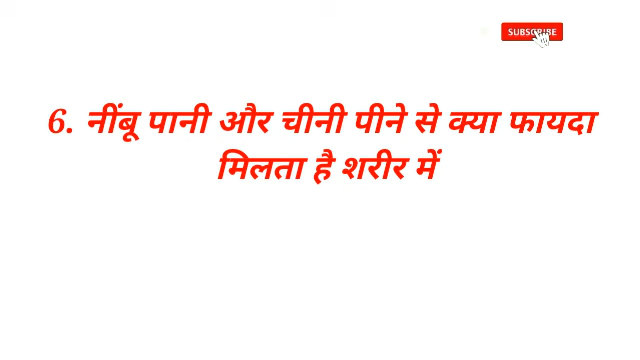 SUBSCRIBE
6. नींबू पानी और चीनी पीने से क्या फायदा
मिलता है शरीर में